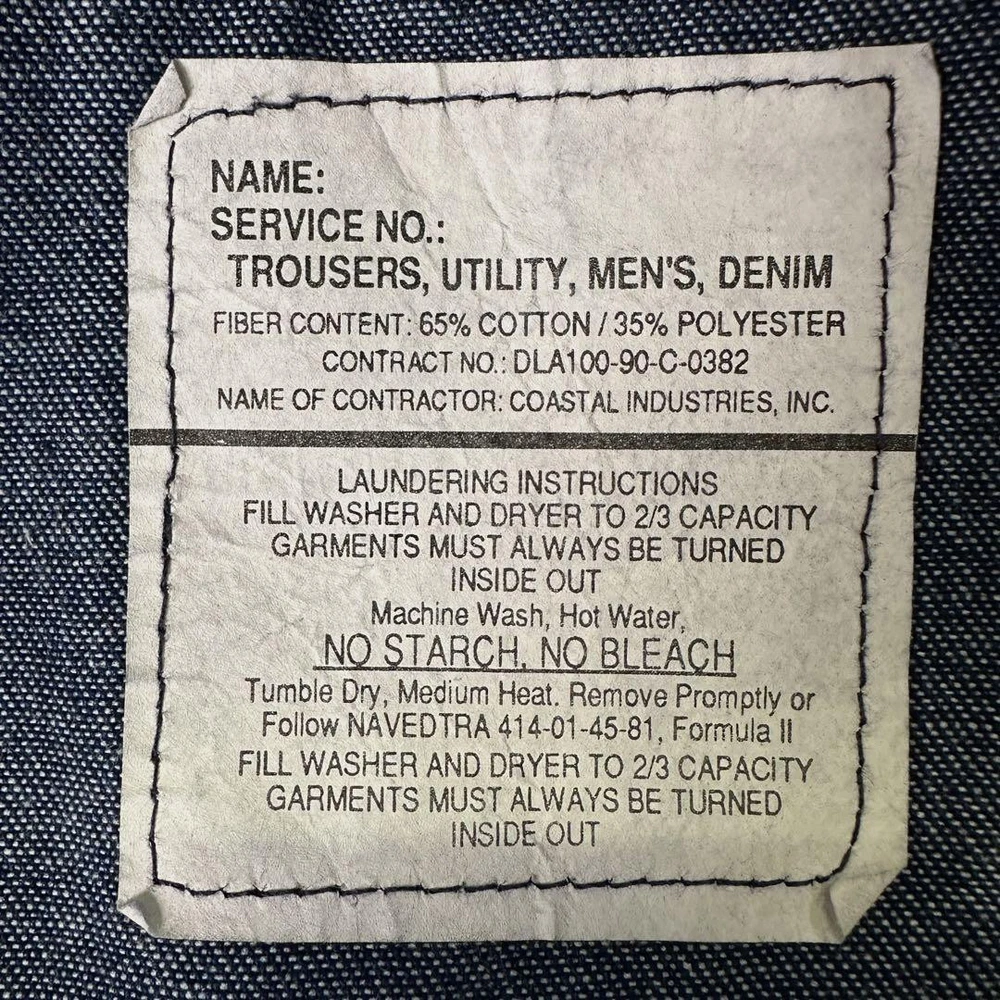 NAME:
SERVICE NO.:
TROUSERS, UTILITY, MEN'S, DENIM
FIBER CONTENT: 65% COTTON / 35% POLYESTER
CONTRACT NO.: DLA100-90-C-0382
NAME OF CONTRACTOR: COASTAL INDUSTRIES, INC.
LAUNDERING INSTRUCTIONS
FILL WASHER AND DRYER TO 2/3 CAPACITY
GARMENTS MUST ALWAYS BE TURNED
INSIDE OUT
Machine Wash, Hot Water,
NO STARCH, NO BLEACH
Tumble Dry, Medium Heat. Remove Promptly or
Follow NAVEDTRA 414-01-45-81, Formula II
FILL WASHER AND DRYER TO 2/3 CAPACITY
GARMENTS MUST ALWAYS BE TURNED
INSIDE OUT